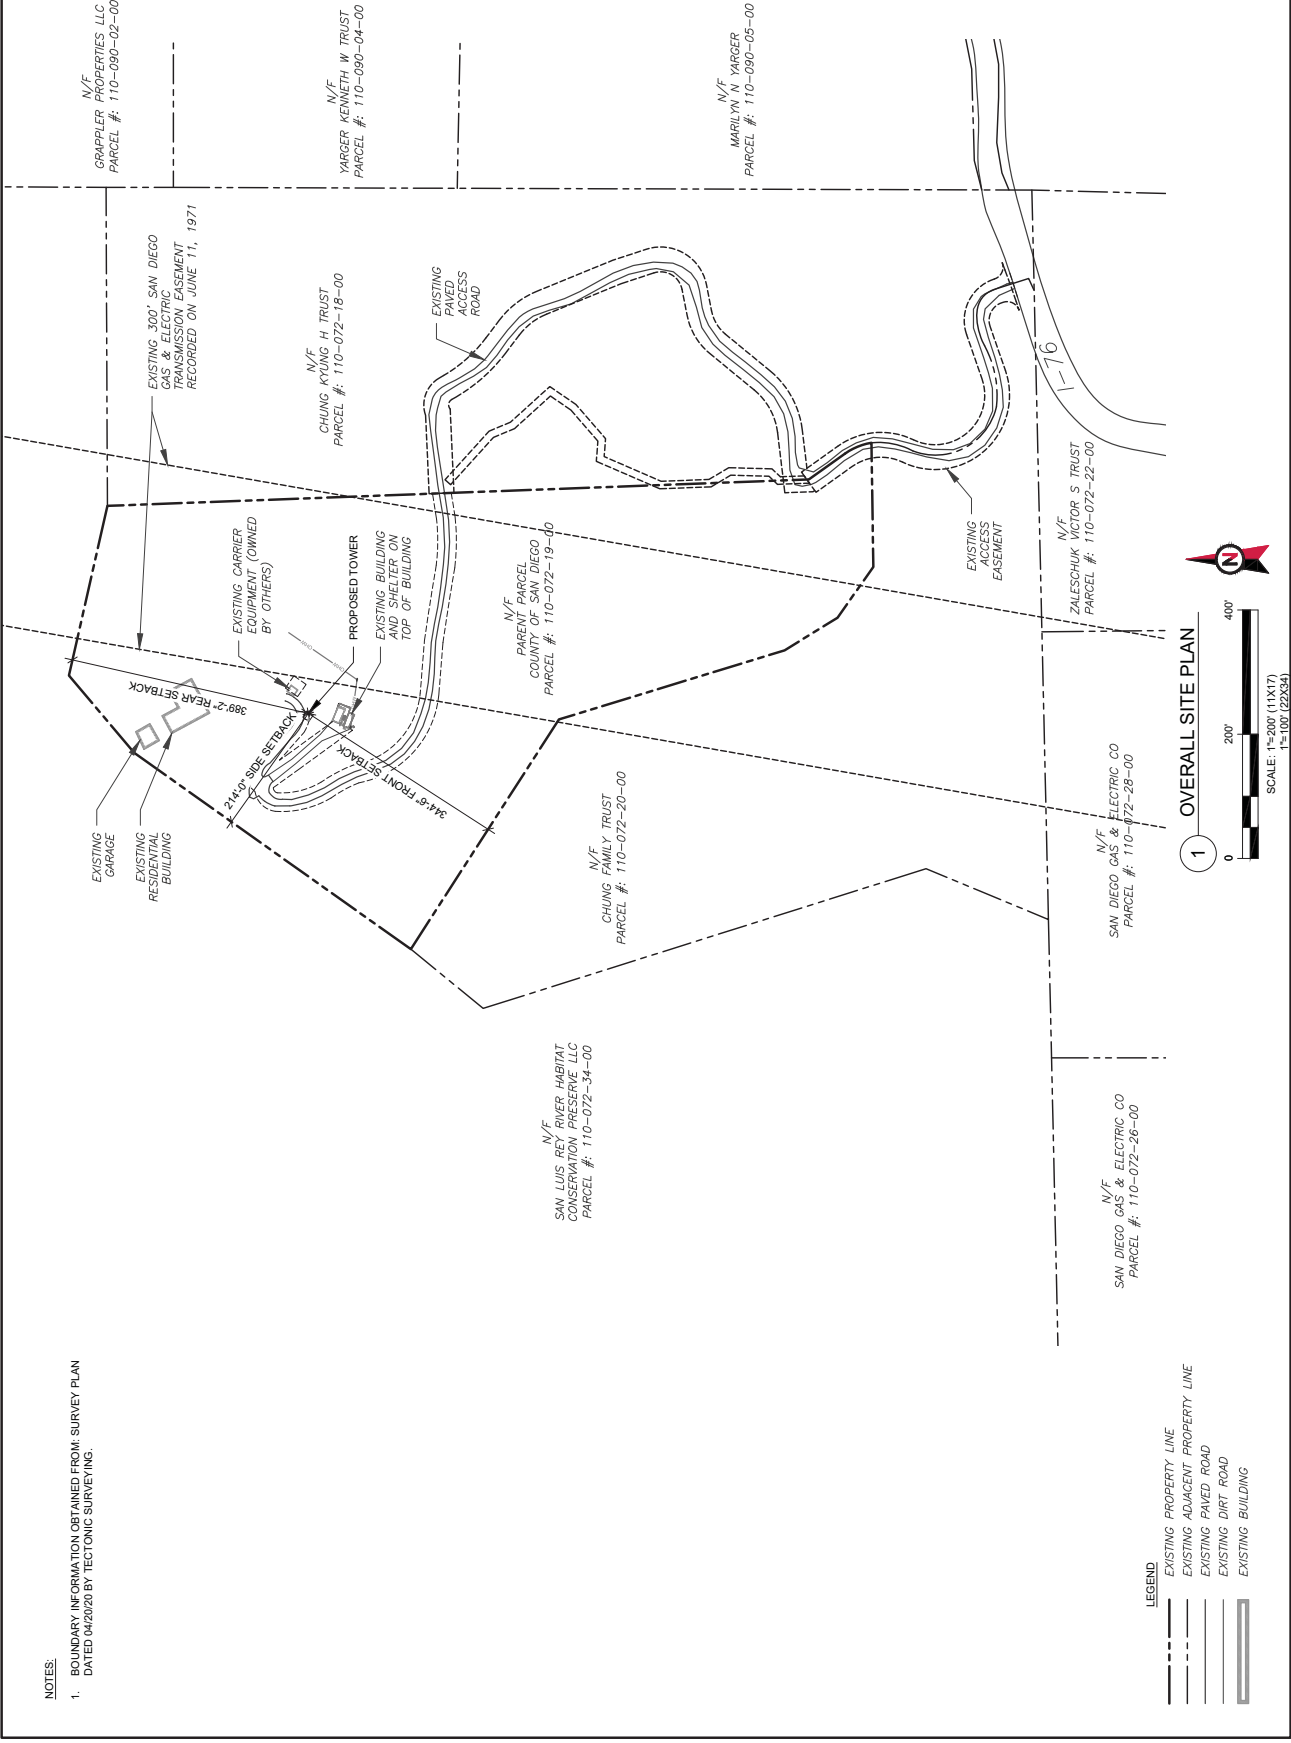 NOTES:
1. BOUNDARY INFORMATION OBTAINED FROM: SURVEY PLAN
DATED 04/20/20 BY TECTONIC SURVEYING.
N/F
GRAPPLER PROPERTIES LLC
PARCEL #: 110-090-02-00
N/F
YARGER KENNETH W TRUST
PARCEL #: 110-090-04-00
N/F
MARILYN N YARGER
PARCEL #: 110-090-05-00
EXISTING 300' SAN DIEGO
GAS & ELECTRIC
TRANSMISSION EASEMENT
RECORDED ON JUNE 11, 1971
N/F
CHUNG KYUNG H TRUST
PARCEL #: 110-072-18-00
EXISTING
PAVED
ACCESS
ROAD
EXISTING CARRIER
EQUIPMENT (OWNED
BY OTHERS)
PROPOSED TOWER
EXISTING BUILDING
AND SHELTER ON
TOP OF BUILDING
389'-2" REAR SETBACK
214'-0" SIDE SETBACK
344'-6" FRONT SETBACK
EXISTING
GARAGE
EXISTING
RESIDENTIAL
BUILDING
N/F
PARENT PARCEL
COUNTY OF SAN DIEGO
PARCEL #: 110-072-19-00
N/F
CHUNG FAMILY TRUST
PARCEL #: 110-072-20-00
N/F
SAN LUIS REY RIVER HABITAT
CONSERVATION PRESERVE LLC
PARCEL #: 110-072-34-00
EXISTING
ACCESS
EASEMENT
I-76
N/F
ZALESCHUK VICTOR S TRUST
PARCEL #: 110-072-22-00
N/F
SAN DIEGO GAS & ELECTRIC CO
PARCEL #: 110-072-28-00
N/F
SAN DIEGO GAS & ELECTRIC CO
PARCEL #: 110-072-26-00
LEGEND
EXISTING PROPERTY LINE
EXISTING ADJACENT PROPERTY LINE
EXISTING PAVED ROAD
EXISTING DIRT ROAD
EXISTING BUILDING
1 OVERALL SITE PLAN
0 200' 400'
SCALE: 1"=200' (11X17)
1"=100' (22X34)
N